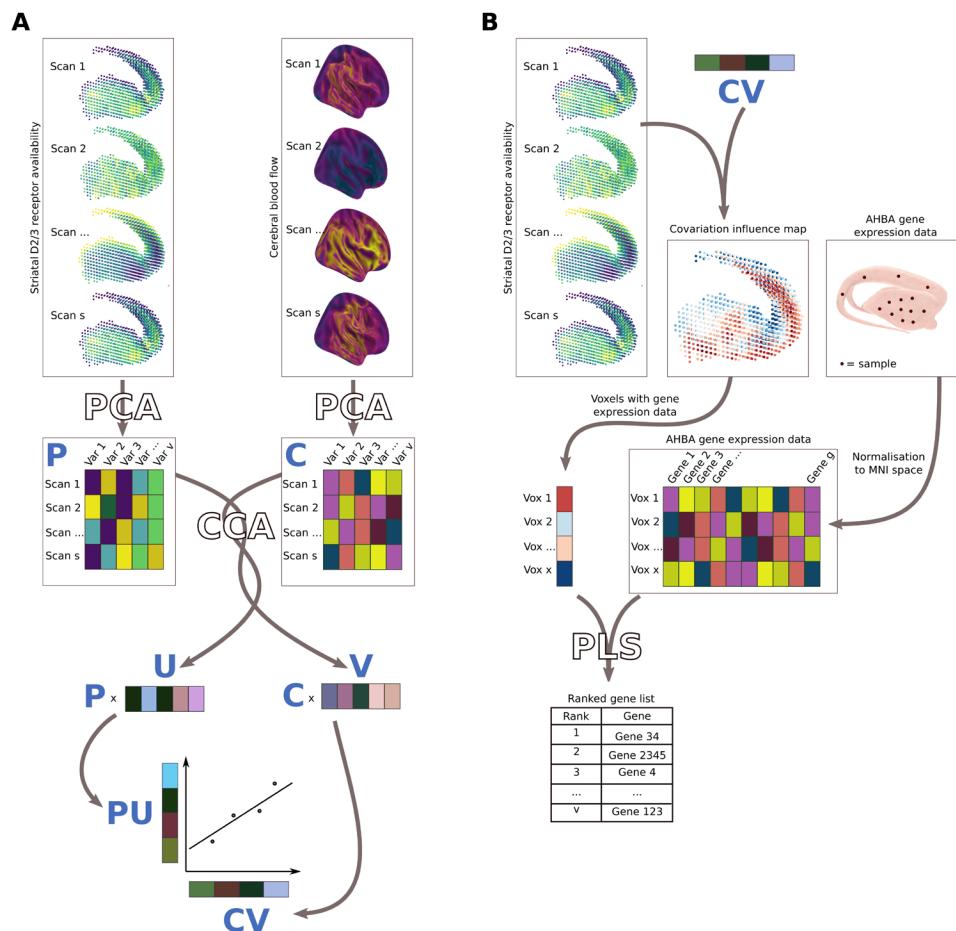 A
Striatal D2/3 receptor availability
Scan 1
Scan 2
Scan ...
Scan s
Cerebral blood flow
Scan 1
Scan 2
Scan ...
Scan s
PCA
PCA
P
Var 1
Var 2
Var 3
Var ...
Var v
Scan 1
Scan 2
Scan ...
Scan s
C
Var 1
Var 2
Var 3
Var ...
Var v
Scan 1
Scan 2
Scan ...
Scan s
CCA
U
P x
V
C x
PU
CV
B
Striatal D2/3 receptor availability
Scan 1
Scan 2
Scan ...
Scan s
CV
Covariation influence map
AHBA gene
expression data
= sample
Voxels with gene
expression data
Normalisation
to MNI space
AHBA gene expression data
Gene 1
Gene 2
Gene 3
Gene ...
Gene g
Vox 1
Vox 2
Vox ...
Vox x
Vox 1
Vox 2
Vox...
Vox x
PLS
Ranked gene list
Rank Gene
1 Gene 34
2 Gene 2345
3 Gene 4
... ...
v Gene 123